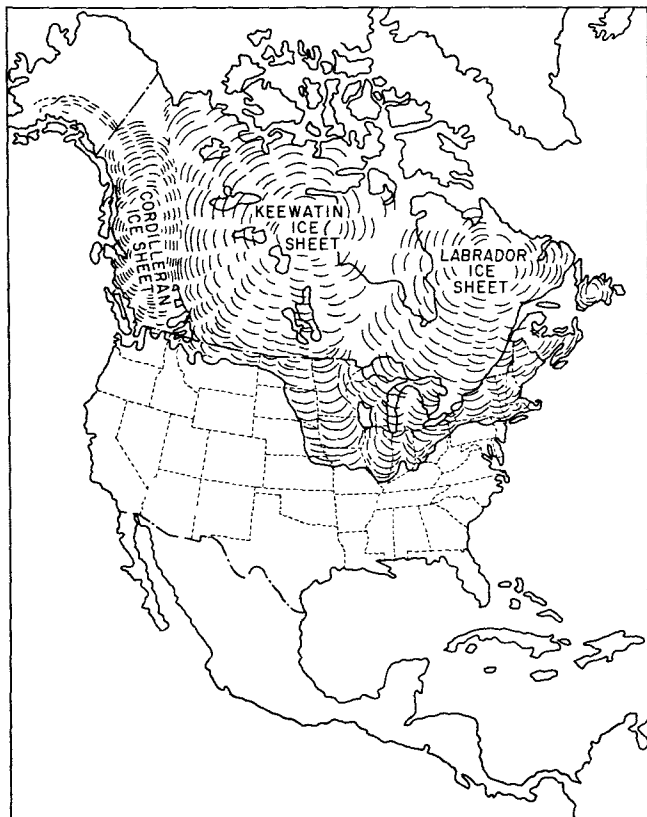 CORDILLERAN
ICE SHEET
KEEWATIN
ICE
SHEET
LABRADOR
ICE
SHEET